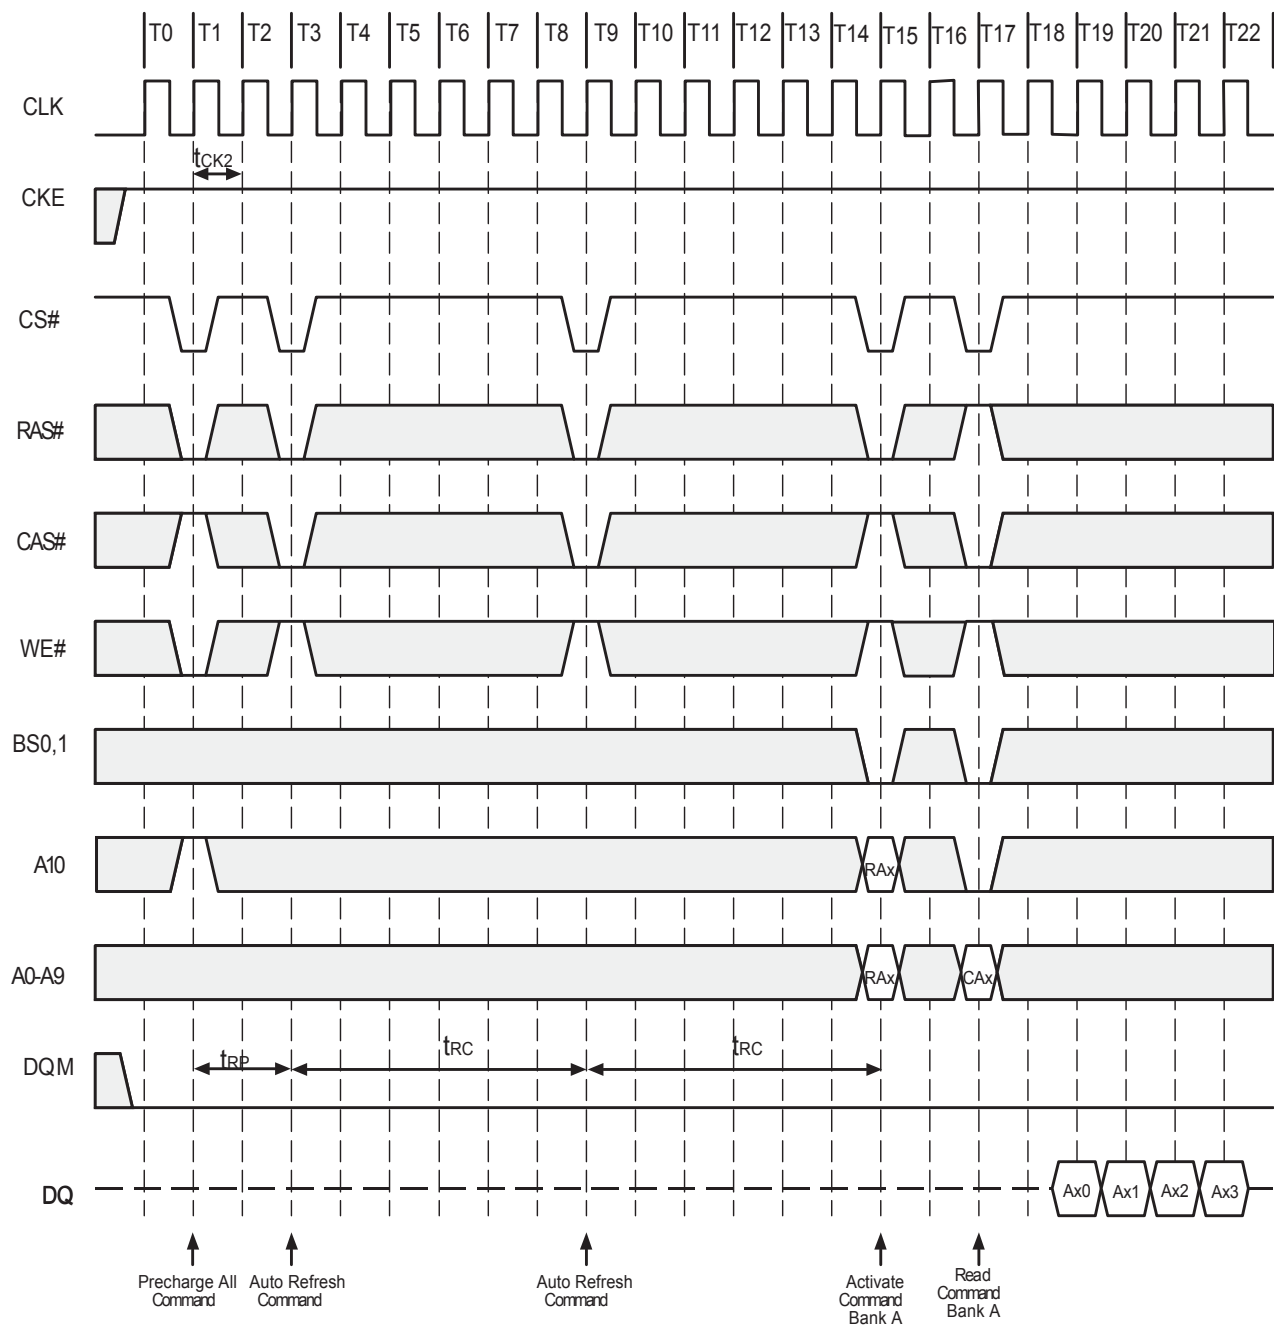 T0 T1 T2 T3 T4 T5 T6 T7 T8 T9 T10 T11 T12 T13 T14 T15 T16 T17 T18 T19 T20 T21 T22
CLK
tCK2
CKE
CS#
RAS#
CAS#
WE#
BS0,1
A10
RAx
A0-A9
RAx CAx
DQM
tRP tRC tRC
DQ
Ax0 Ax1 Ax2 Ax3
Precharge All
Command
Auto Refresh
Command
Auto Refresh
Command
Activate
Command
Bank A
Read
Command
Bank A